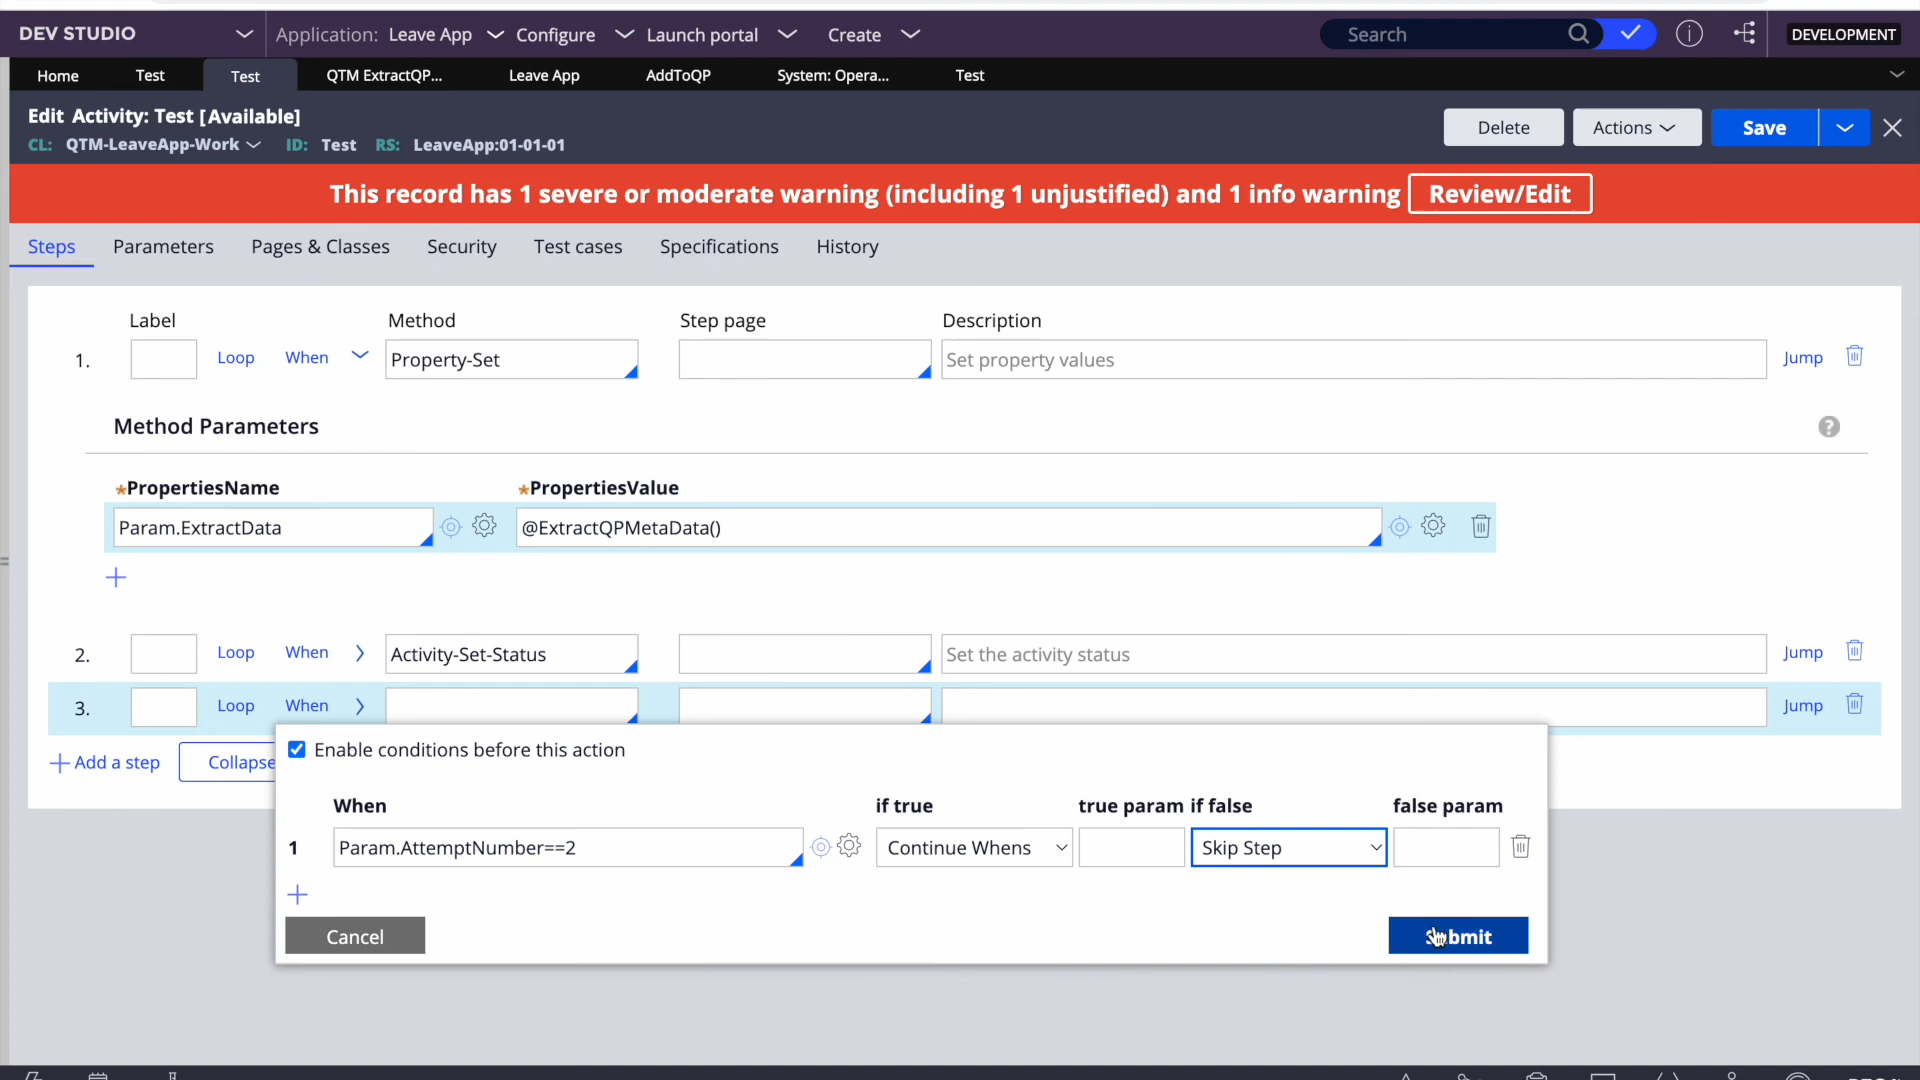 DEV STUDIO Application: Leave App Configure Launch portal Create Search DEVELOPMENT
Home Test Test QTM ExtractQP... Leave App AddToQP System: Opera... Test
Edit Activity: Test [Available]
Delete Actions Save
CL: QTM-LeaveApp-Work ID: Test RS: LeaveApp:01-01-01
This record has 1 severe or moderate warning (including 1 unjustified) and 1 info warning Review/Edit
Steps Parameters Pages & Classes Security Test cases Specifications History
Label Method Step page Description
1. Loop When Property-Set Set property values Jump
Method Parameters ?
*PropertiesName *PropertiesValue
Param.ExtractData @ExtractQPMetaData()
2. Loop When Activity-Set-Status Set the activity status Jump
3. Loop When Jump
Add a step Collapse
Enable conditions before this action
When if true true param if false false param
1 Param.AttemptNumber==2 Continue Whens Skip Step
Cancel Submit